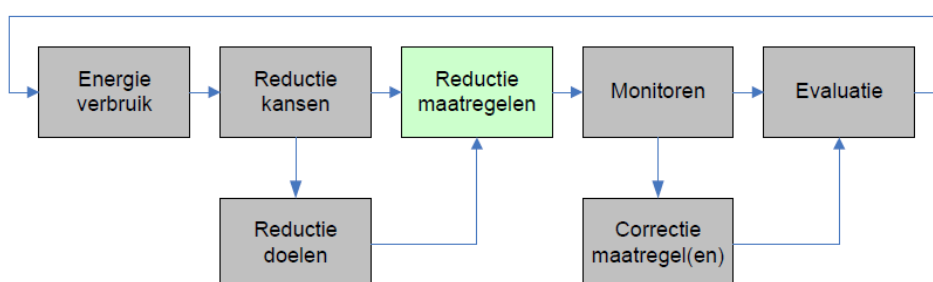 Energie
verbruik
Reductie
kansen
Reductie
maatregelen
Monitoren
Evaluatie
Reductie
doelen
Correctie
maatregel(en)